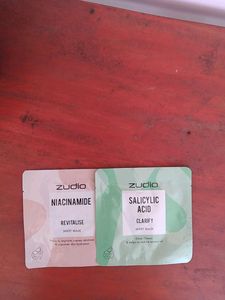 zudio
NIACINAMIDE
REVITALISE
SHEET MASK
zudio
SALICYLIC
ACID
CLARIFY
SHEET MASK